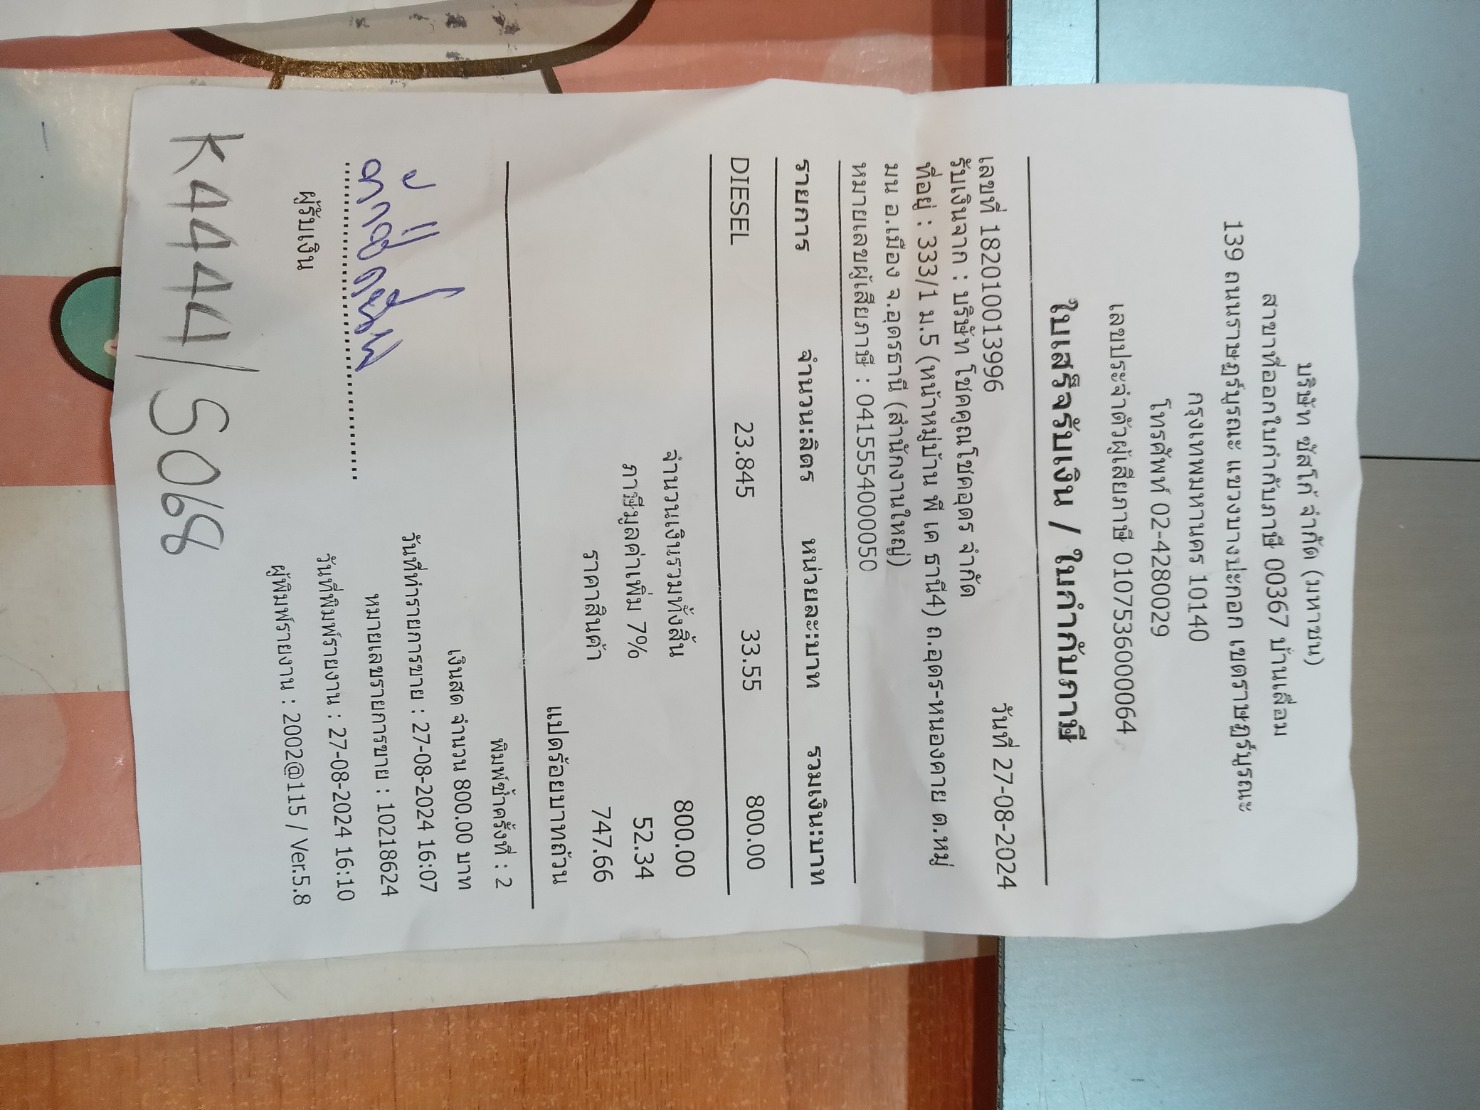 บริษัท ซัสโก้ จำกัด (มหาชน)
สาขาที่ออกใบกำกับภาษี 00367 บ้านเลื่อม
139 ถนนราษฎร์บูรณะ แขวงบางปะกอก เขตราษฎร์บูรณะ
กรุงเทพมหานคร 10140
โทรศัพท์ 02-4280029
เลขประจำตัวผู้เสียภาษี 0107536000064
ใบเสร็จรับเงิน / ใบกำกับภาษี
เลขที่ 182010013996 วันที่ 27-08-2024
รับเงินจาก : บริษัท โชคคูณโชคอุดร จำกัด
ที่อยู่ : 333/1 ม.5 (หน้าหมู่บ้าน พี เค ธานี4) ถ.อุดร-หนองคาย ต.หมู
มน อ.เมือง จ.อุดรธานี (สำนักงานใหญ่)
หมายเลขผู้เสียภาษี : 0415554000050
รายการ จำนวน:ลิตร หน่วยละ:บาท รวมเงิน:บาท
DIESEL 23.845 33.55 800.00
จำนวนเงินรวมทั้งสิ้น 800.00
ภาษีมูลค่าเพิ่ม 7% 52.34
ราคาสินค้า 747.66
แปดร้อยบาทถ้วน
พิมพ์ซ้ำครั้งที่ : 2
เงินสด จำนวน 800.00 บาท
วันที่ทำรายการขาย : 27-08-2024 16:07
หมายเลขรายการขาย : 10218624
วันที่พิมพ์รายงาน : 27-08-2024 16:10
ผู้พิมพ์รายงาน : 2002@115 / Ver.5.8
ผู้รับเงิน
K4444/5068